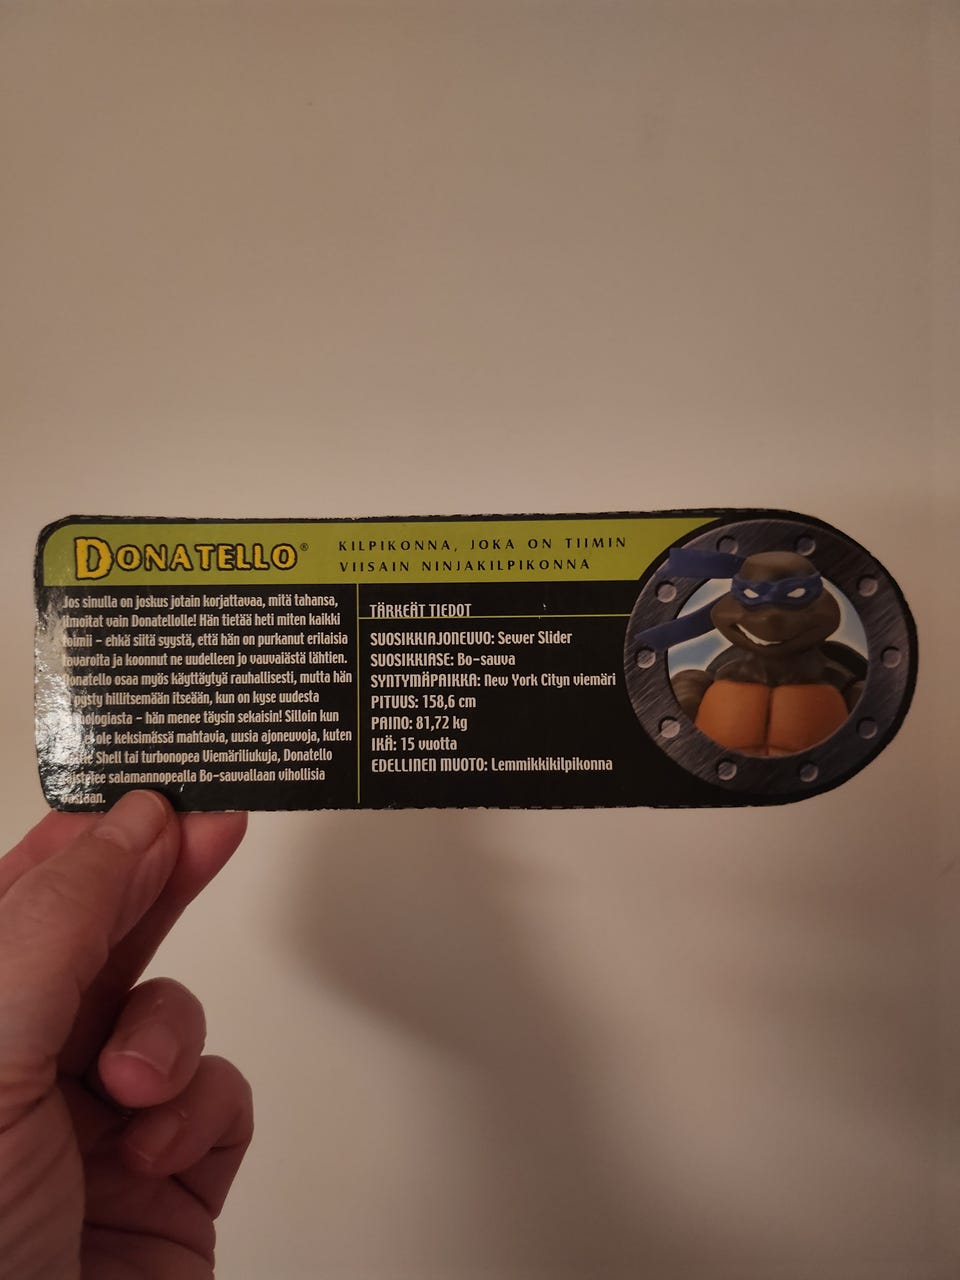 DONATELLO®
KILPIKONNA, JOKA ON TIIMIN
VIISAIN NINJAKILPIKONNA
Jos sinulla on joskus jotain korjattavaa, mitä tahansa,
ilmoitat vain Donatellolle! Hän tietää heti miten kaikki
toimii – ehkä siitä syystä, että hän on purkanut erilaisia
tavaroita ja koonnut ne uudelleen jo vauvaiästä lähtien.
Donatello osaa myös käyttäytyä rauhallisesti, mutta hän
pysty hillitsemään itseään, kun on kyse uudesta
– hän menee täysin sekaisin! Silloin kun
ole keksimässä mahtavia, uusia ajoneuvoja, kuten
Shell tai turbonopea Viemäriliukuja, Donatello
taistelee salamannopealla Bo-sauvallaan vihollisia
vastaan.
TÄRKEÄT TIEDOT
SUOSIKKIAJONEUVO: Sewer Slider
SUOSIKKIASE: Bo-sauva
SYNTYMÄPAIKKA: New York Cityn viemäri
PITUUS: 158,6 cm
PAINO: 81,72 kg
IKÄ: 15 vuotta
EDELLINEN MUOTO: Lemmikkikilpikonna